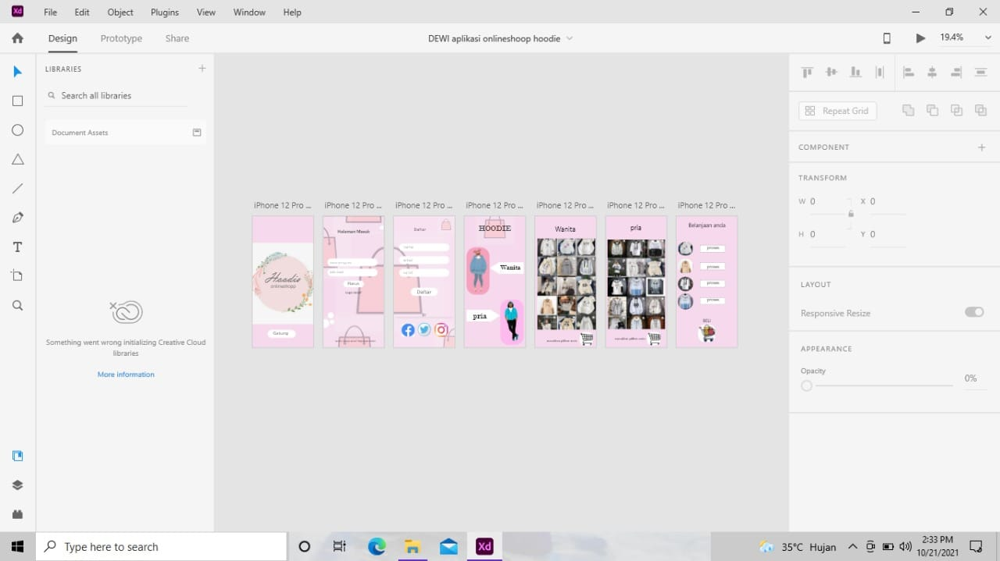 Xd File Edit Object Plugins View Window Help
Design Prototype Share DEWI aplikasi onlineshoop hoodie 19.4%
LIBRARIES
Search all libraries
Document Assets
Something went wrong initializing Creative Cloud
libraries
More information
iPhone 12 Pro ... iPhone 12 Pro ... iPhone 12 Pro ... iPhone 12 Pro ... iPhone 12 Pro ... iPhone 12 Pro ... iPhone 12 Pro ...
Hoodie
onlineshopp
Halaman Masuk
Masuk
Daftar
nama
email
Daftar
HOODIE
Wanita
pria
Wanita
pria
Belanjaan anda
proses
proses
proses
proses
BELI
Repeat Grid
COMPONENT
TRANSFORM
W 0 X 0
H 0 Y 0
LAYOUT
Responsive Resize
APPEARANCE
Opacity
0%
Type here to search
Xd
35°C Hujan
2:33 PM
10/21/2021